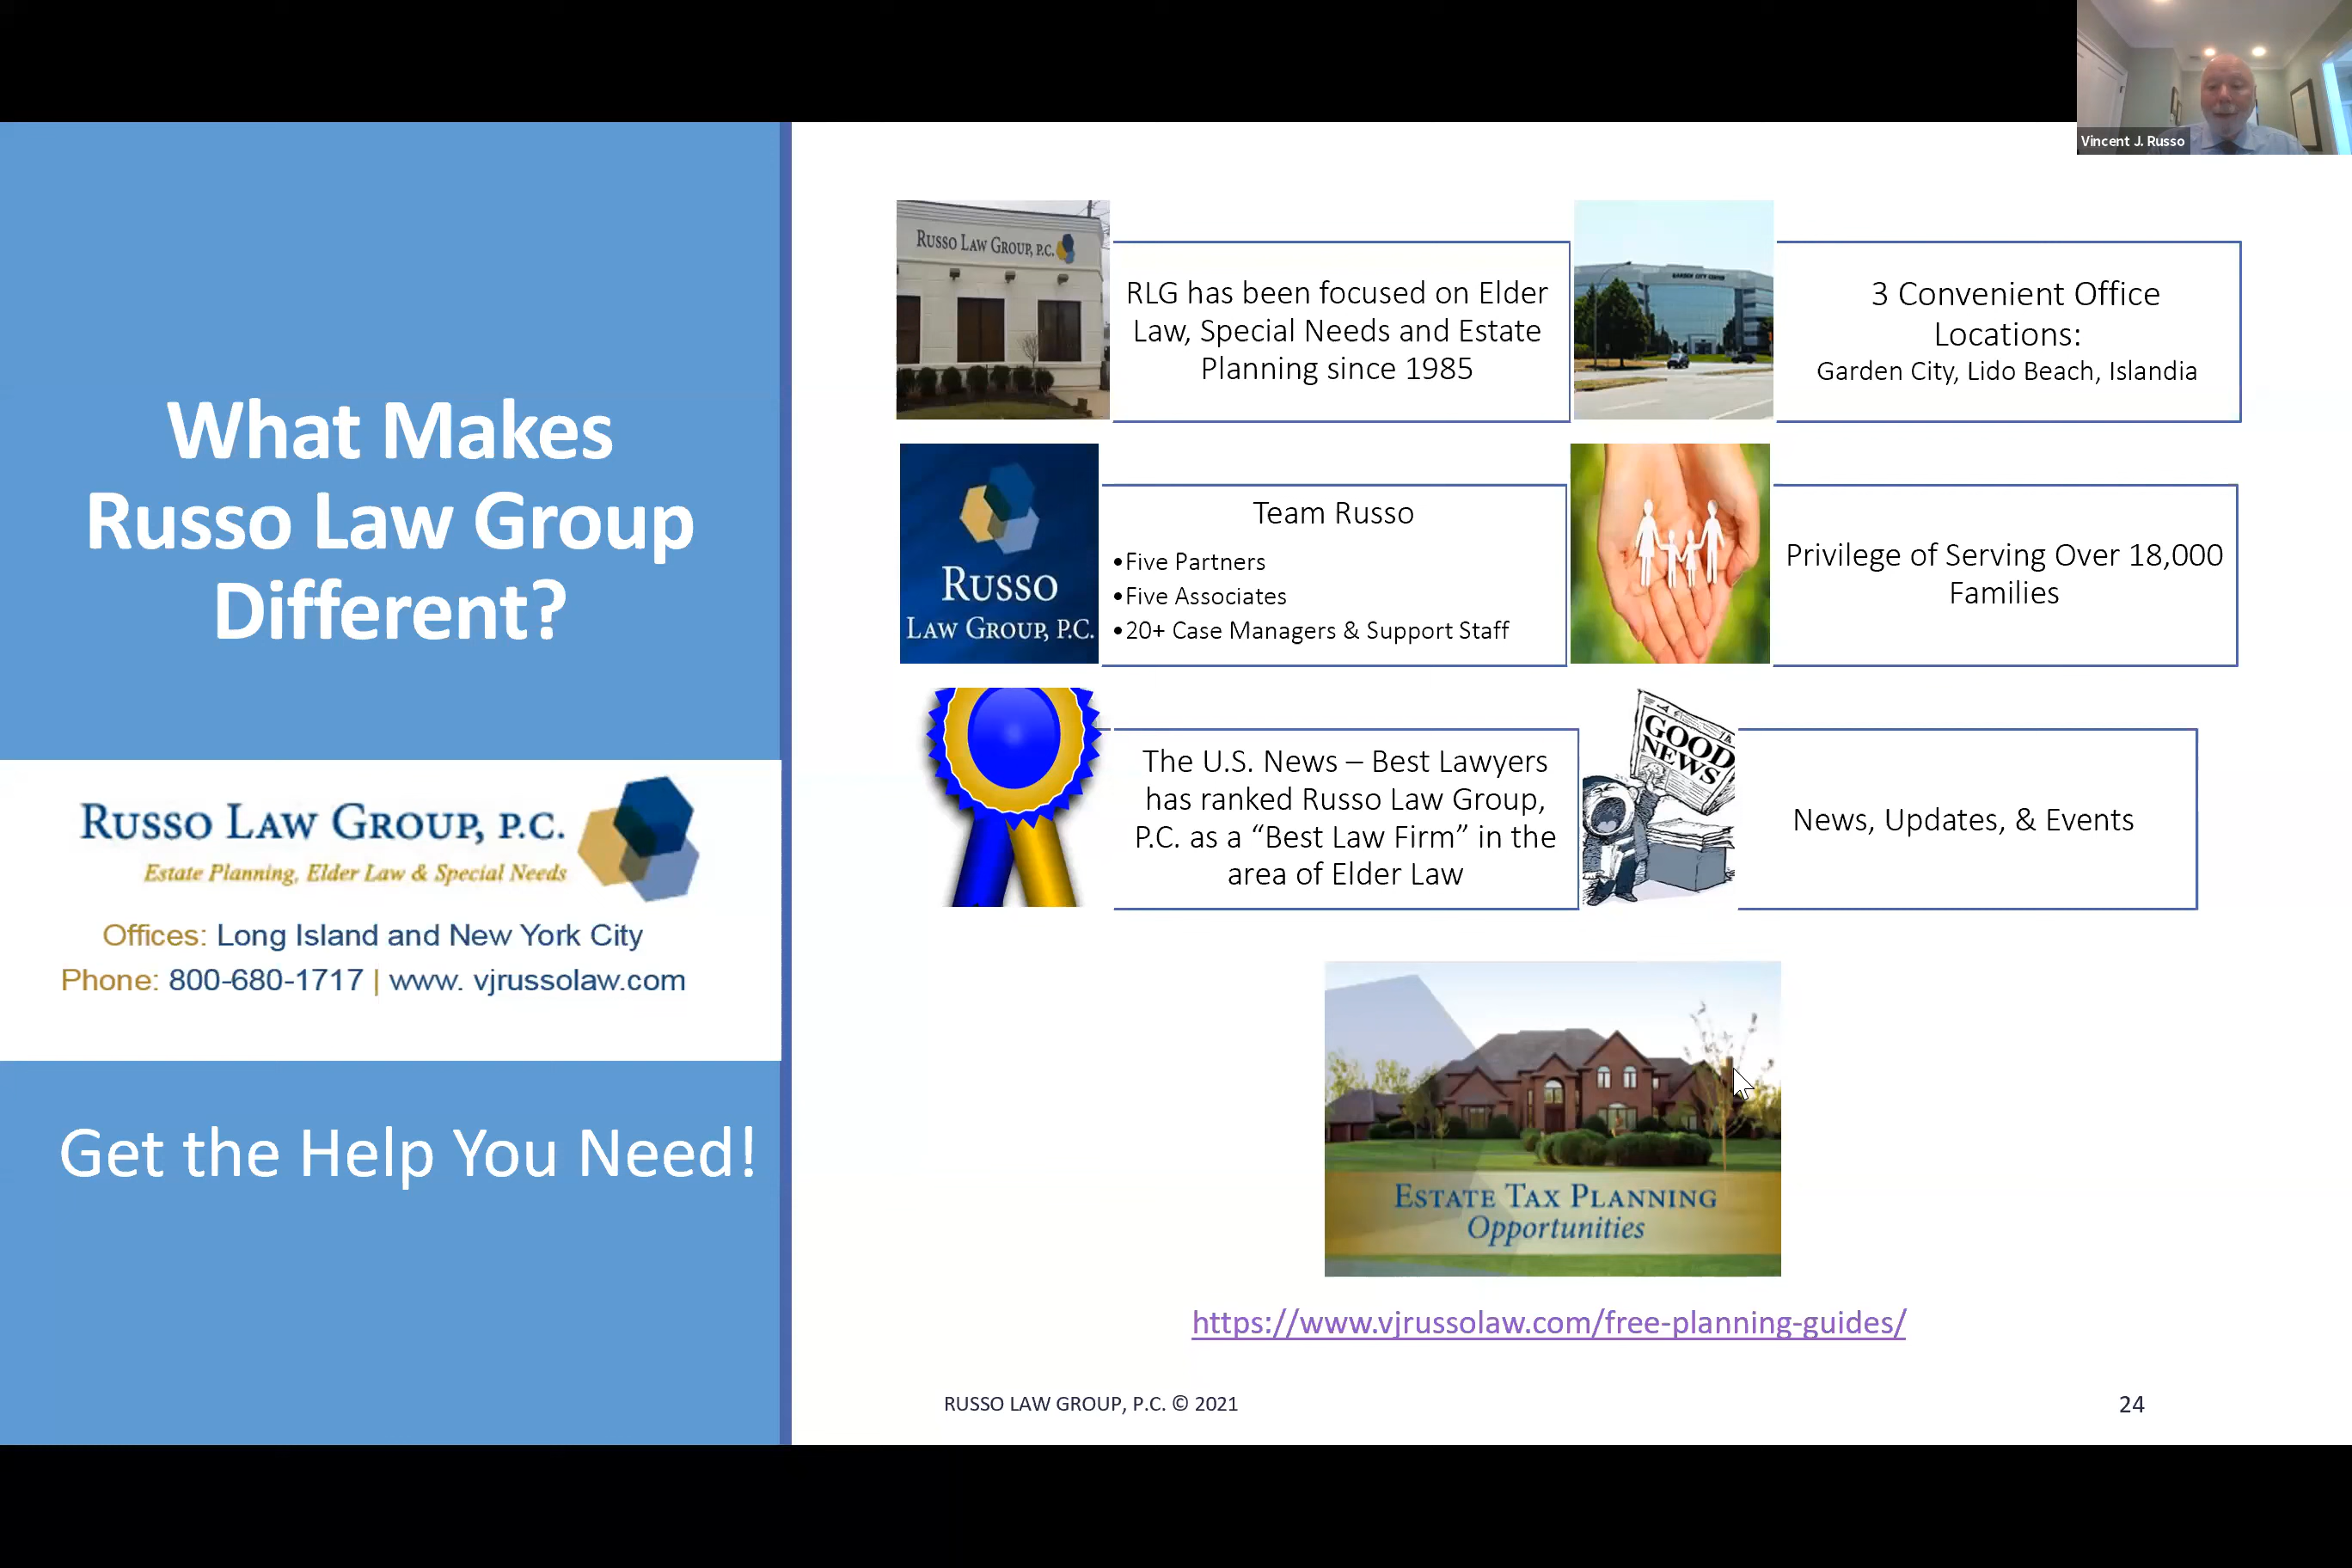 Vincent J. Russo
What Makes
Russo Law Group
Different?
RUSSO LAW GROUP, P.C.
Estate Planning, Elder Law & Special Needs
Offices: Long Island and New York City
Phone: 800-680-1717 | www. vjrussolaw.com
Get the Help You Need!
RUSSO LAW GROUP, P.C.
RLG has been focused on Elder
Law, Special Needs and Estate
Planning since 1985
GARDEN CITY CENTER
3 Convenient Office
Locations:
Garden City, Lido Beach, Islandia
RUSSO
LAW GROUP, P.C.
Team Russo
•Five Partners
•Five Associates
•20+ Case Managers & Support Staff
Privilege of Serving Over 18,000
Families
The U.S. News – Best Lawyers
has ranked Russo Law Group,
P.C. as a “Best Law Firm” in the
area of Elder Law
GOOD
NEWS
News, Updates, & Events
ESTATE TAX PLANNING
Opportunities
https://www.vjrussolaw.com/free-planning-guides/
RUSSO LAW GROUP, P.C. © 2021
24